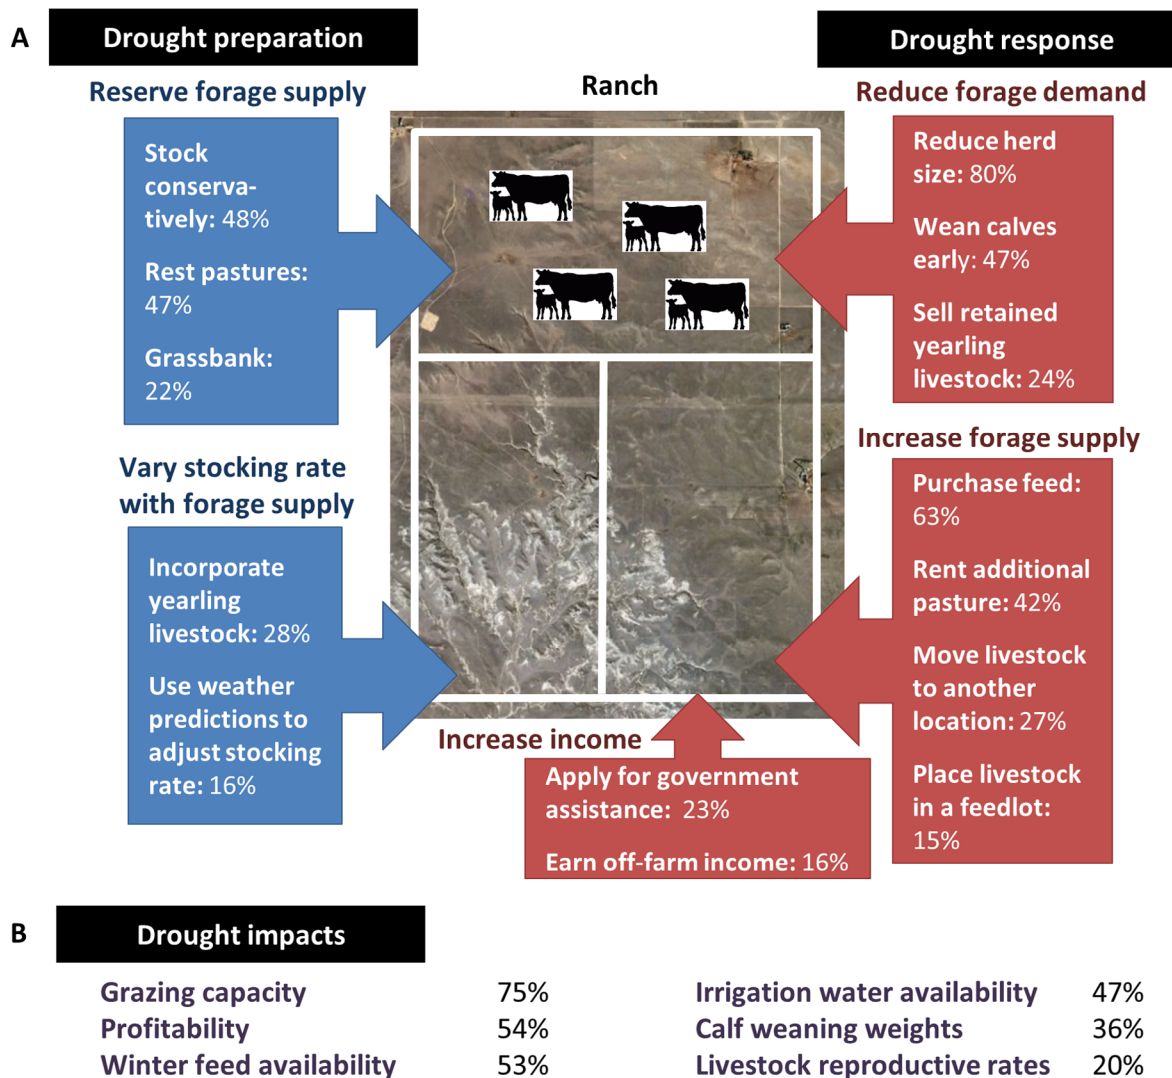 A
Drought preparation
Reserve forage supply
Stock
conserva-
tively: 48%
Rest pastures:
47%
Grassbank:
22%
Vary stocking rate
with forage supply
Incorporate
yearling
livestock: 28%
Use weather
predictions to
adjust stocking
rate: 16%
Ranch
Drought response
Reduce forage demand
Reduce herd
size: 80%
Wean calves
early: 47%
Sell retained
yearling
livestock: 24%
Increase forage supply
Purchase feed:
63%
Rent additional
pasture: 42%
Move livestock
to another
location: 27%
Place livestock
in a feedlot:
15%
Increase income
Apply for government
assistance: 23%
Earn off-farm income: 16%
B
Drought impacts
Grazing capacity 75%
Profitability 54%
Winter feed availability 53%
Irrigation water availability 47%
Calf weaning weights 36%
Livestock reproductive rates 20%